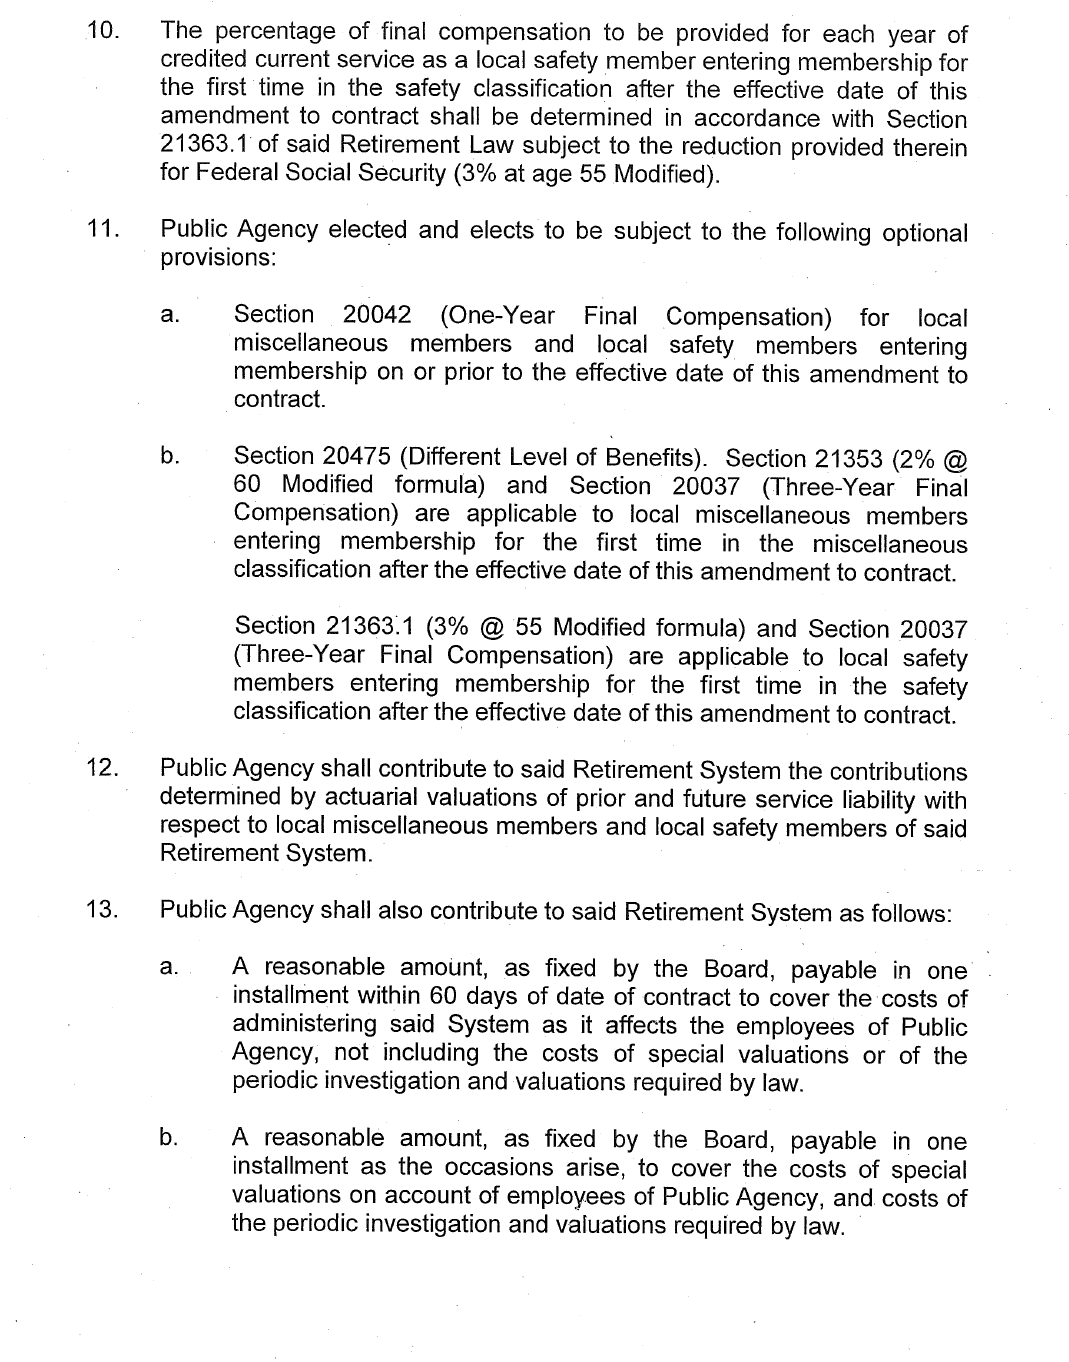 10. The percentage of final compensation to be provided for each year of
credited current service as a local safety member entering membership for
the first time in the safety classification after the effective date of this
amendment to contract shall be determined in accordance with Section
21363.1 of said Retirement Law subject to the reduction provided therein
for Federal Social Security (3% at age 55 Modified).
11. Public Agency elected and elects to be subject to the following optional
provisions:
a. Section 20042 (One-Year Final Compensation) for local
miscellaneous members and local safety members entering
membership on or prior to the effective date of this amendment to
contract.
b. Section 20475 (Different Level of Benefits). Section 21353 (2% @
60 Modified formula) and Section 20037 (Three-Year Final
Compensation) are applicable to local miscellaneous members
entering membership for the first time in the miscellaneous
classification after the effective date of this amendment to contract.
Section 21363.1 (3% @ 55 Modified formula) and Section 20037
(Three-Year Final Compensation) are applicable to local safety
members entering membership for the first time in the safety
classification after the effective date of this amendment to contract.
12. Public Agency shall contribute to said Retirement System the contributions
determined by actuarial valuations of prior and future service liability with
respect to local miscellaneous members and local safety members of said
Retirement System.
13. Public Agency shall also contribute to said Retirement System as follows:
a. A reasonable amount, as fixed by the Board, payable in one
installment within 60 days of date of contract to cover the costs of
administering said System as it affects the employees of Public
Agency, not including the costs of special valuations or of the
periodic investigation and valuations required by law.
b. A reasonable amount, as fixed by the Board, payable in one
installment as the occasions arise, to cover the costs of special
valuations on account of employees of Public Agency, and costs of
the periodic investigation and valuations required by law.